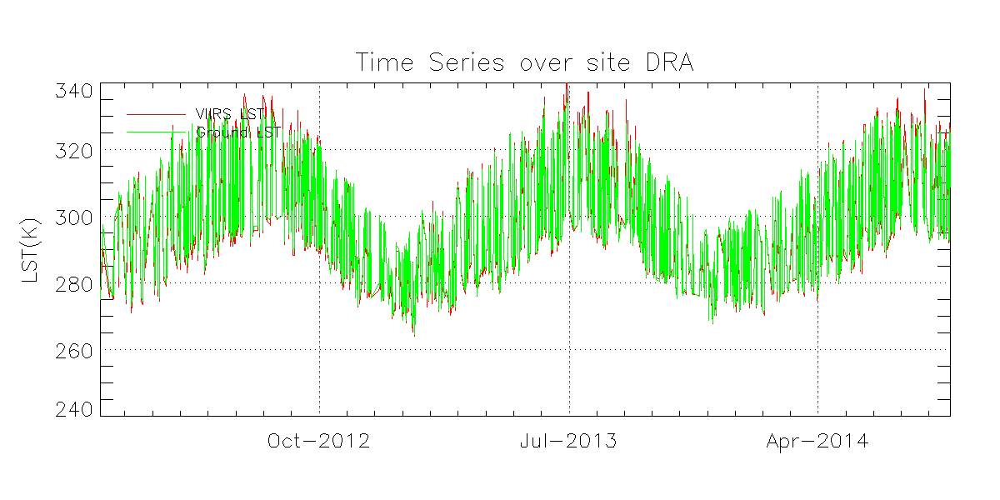 Time Series over site DRA
340
VIIRS LST
Ground LST
320
300
LST(K)
280
260
240
Oct-2012 Jul-2013 Apr-2014